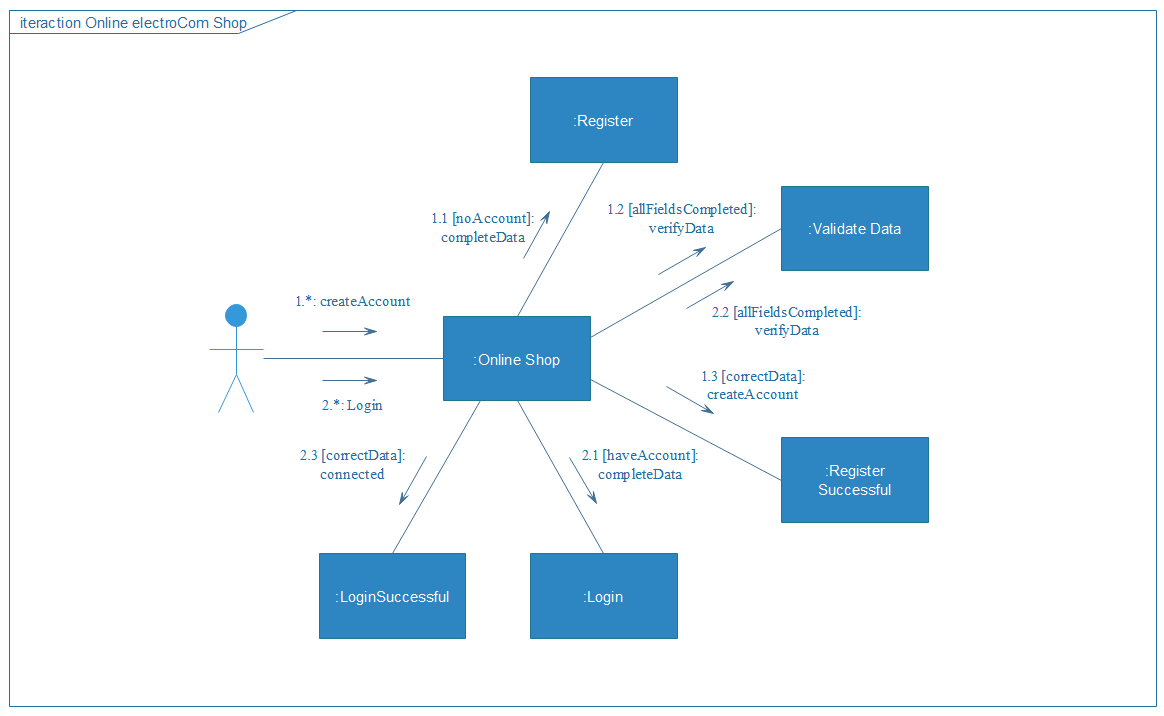 iteraction Online electroCom Shop
:Register
1.1 [noAccount]:
completeData
1.2 [allFieldsCompleted]:
verifyData
:Validate Data
2.2 [allFieldsCompleted]:
verifyData
1.*: createAccount
:Online Shop
2.*: Login
1.3 [correctData]:
createAccount
2.3 [correctData]:
connected
2.1 [haveAccount]:
completeData
:Register
Successful
:LoginSuccessful
:Login